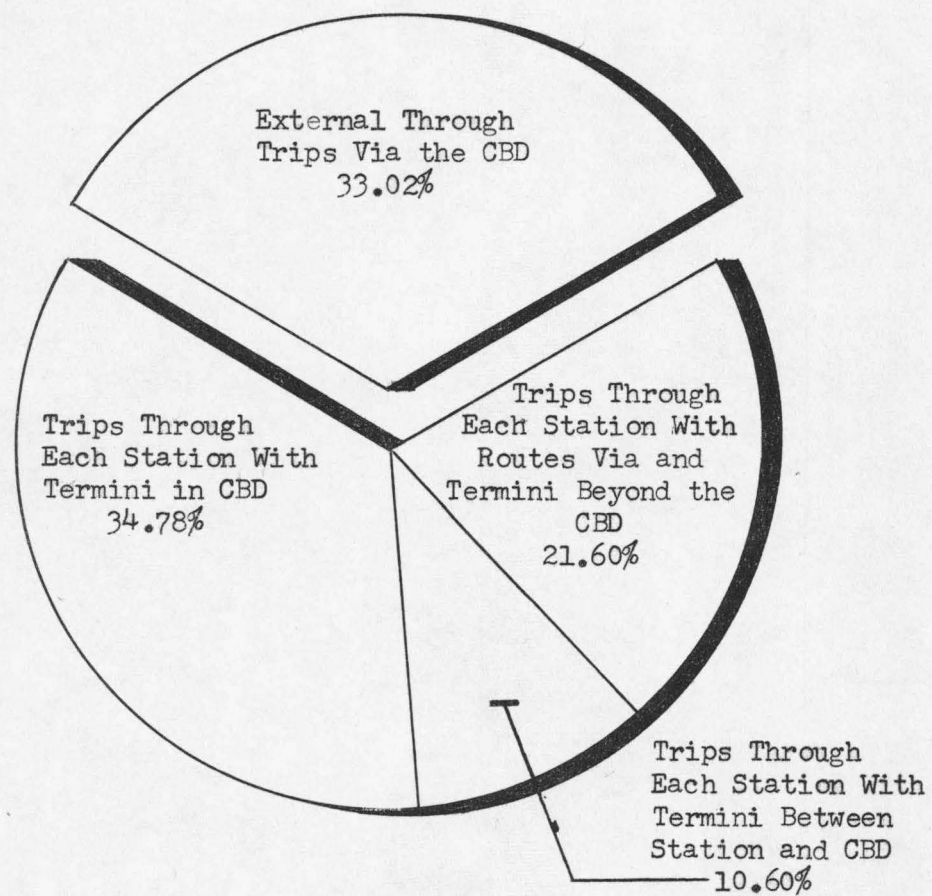 External Through
Trips Via the CBD
33.02%
Trips Through
Each Station With
Termini in CBD
34.78%
Trips Through
Each Station With
Routes Via and
Termini Beyond the
CBD
21.60%
Trips Through
Each Station With
Termini Between
Station and CBD
10.60%